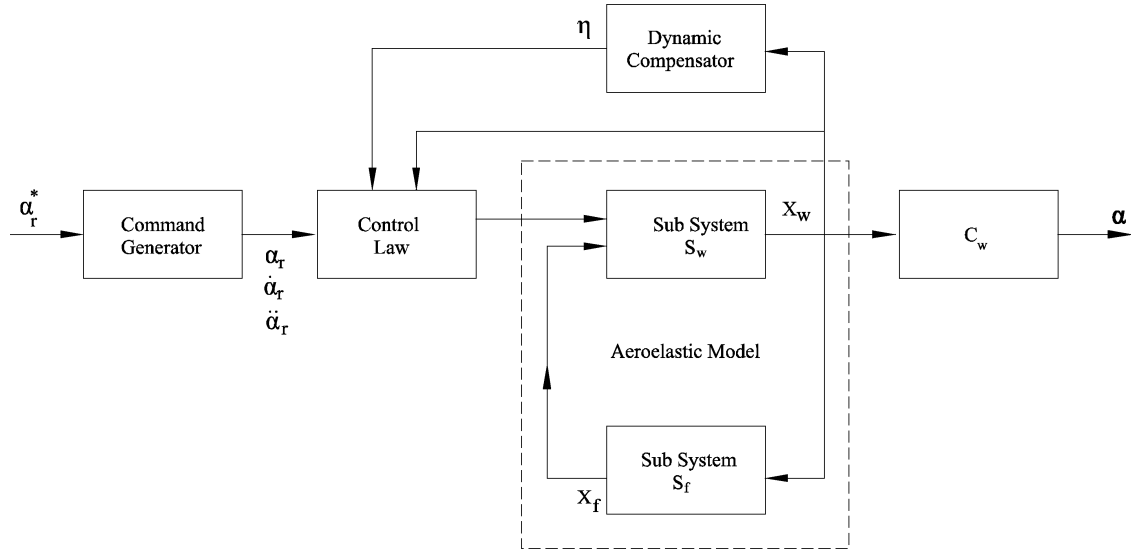 η
Dynamic
Compensator
α*r
Command
Generator
αr
α̇r
α̈r
Control
Law
Sub System
Sw
Xw
Cw
α
Aeroelastic Model
Sub System
Sf
Xf